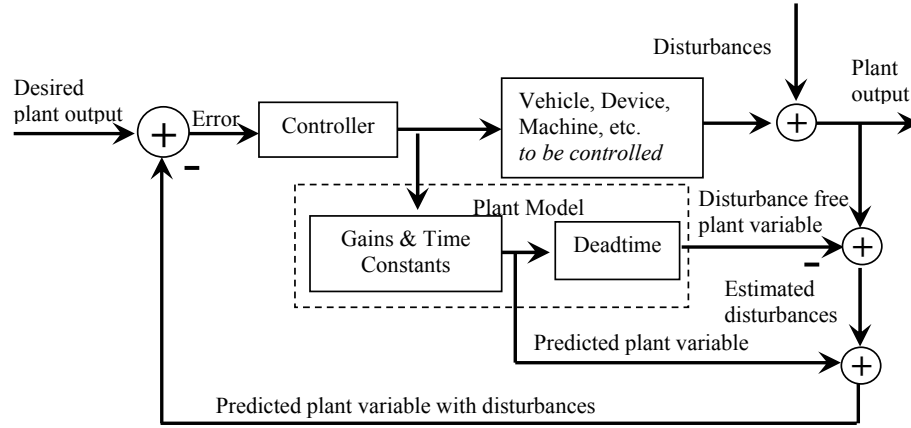 Disturbances
Desired
plant output
Plant
output
+
Error
Controller
Vehicle, Device,
Machine, etc.
to be controlled
+
-
Plant Model
Disturbance free
plant variable
Gains & Time
Constants
Deadtime
+
-
Estimated
disturbances
Predicted plant variable
+
Predicted plant variable with disturbances